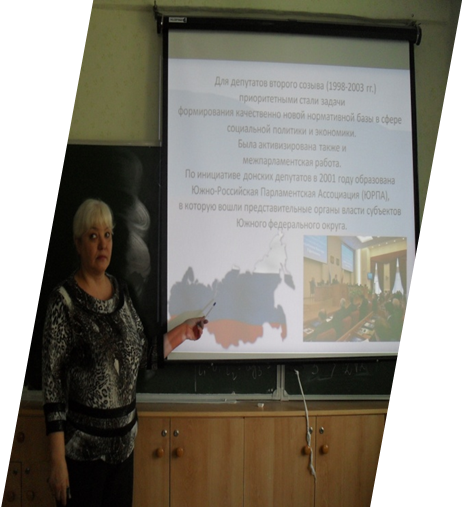 Для депутатов второго созыва (1998-2003 гг.)
приоритетными стали задачи
формирования качественно новой нормативной базы в сфере
социальной политики и экономики.
Была активизирована также и
межпарламентская работа.
По инициативе донских депутатов в 2001 году образована
Южно-Российская Парламентская Ассоциация (ЮРПА),
в которую вошли представительные органы власти субъектов
Южного федерального округа.